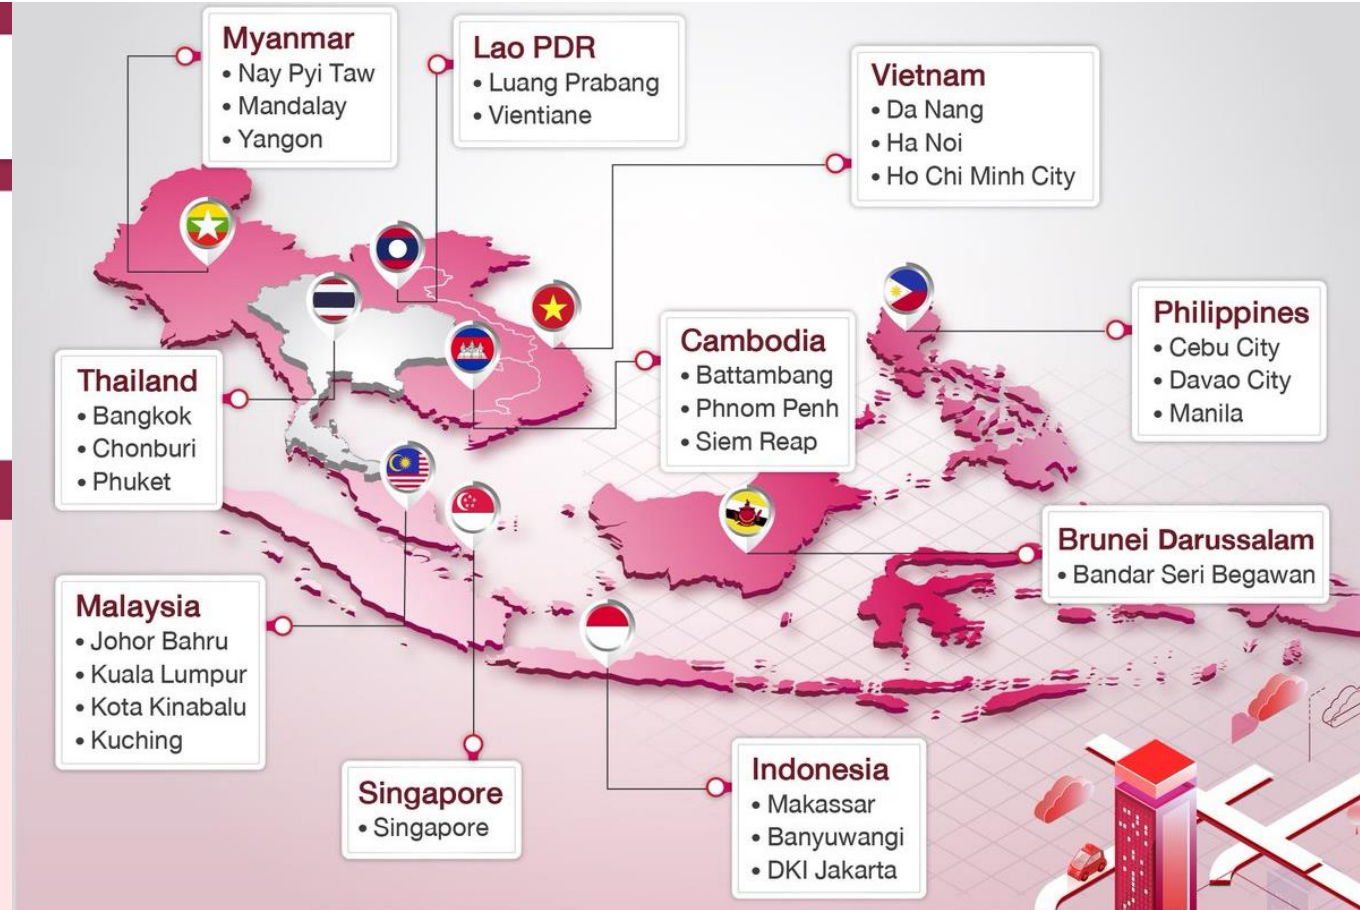 Myanmar
• Nay Pyi Taw
• Mandalay
• Yangon
Lao PDR
• Luang Prabang
• Vientiane
Vietnam
• Da Nang
• Ha Noi
• Ho Chi Minh City
Philippines
• Cebu City
• Davao City
• Manila
Cambodia
• Battambang
• Phnom Penh
• Siem Reap
Thailand
• Bangkok
• Chonburi
• Phuket
Brunei Darussalam
• Bandar Seri Begawan
Malaysia
• Johor Bahru
• Kuala Lumpur
• Kota Kinabalu
• Kuching
Singapore
• Singapore
Indonesia
• Makassar
• Banyuwangi
• DKI Jakarta